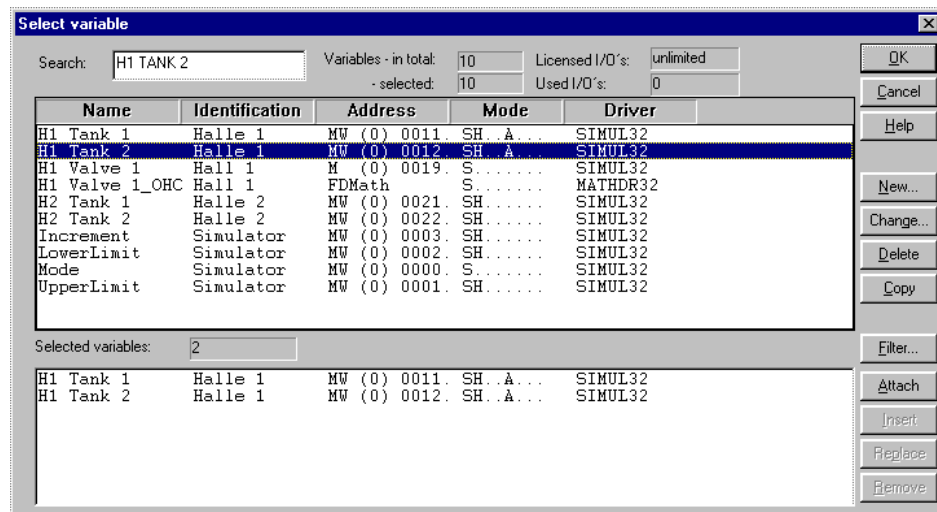 Select variable
Search: H1 TANK 2 Variables - in total: 10 Licensed I/O´s: unlimited OK
- selected: 10 Used I/O´s: 0 Cancel
Name Identification Address Mode Driver Help
H1 Tank 1 Halle 1 MW (0) 0011. SH..A... SIMUL32
H1 Tank 2 Halle 1 MW (0) 0012. SH..A... SIMUL32
H1 Valve 1 Hall 1 M (0) 0019. S....... SIMUL32
H1 Valve 1_OHC Hall 1 FDMath S....... MATHDR32 New...
H2 Tank 1 Halle 2 MW (0) 0021. SH...... SIMUL32
H2 Tank 2 Halle 2 MW (0) 0022. SH...... SIMUL32 Change...
Increment Simulator MW (0) 0003. SH...... SIMUL32
LowerLimit Simulator MW (0) 0002. SH...... SIMUL32 Delete
Mode Simulator MW (0) 0000. S....... SIMUL32
UpperLimit Simulator MW (0) 0001. SH...... SIMUL32 Copy
Selected variables: 2 Filter...
H1 Tank 1 Halle 1 MW (0) 0011. SH..A... SIMUL32 Attach
H1 Tank 2 Halle 1 MW (0) 0012. SH..A... SIMUL32
Insert
Replace
Remove